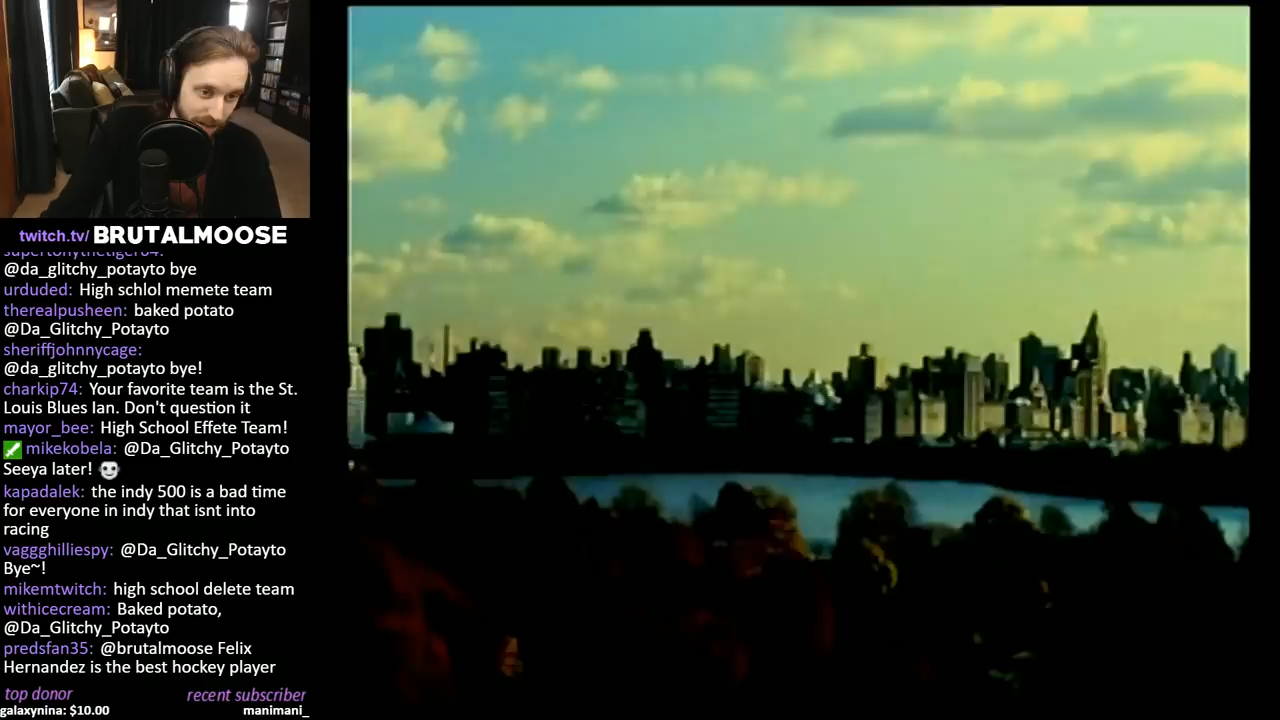 twitch.tv/ BRUTALMOOSE
supertonythetiger64:
@da_glitchy_potayto bye
urduded: High schlol memete team
therealpusheen: baked potato
@Da_Glitchy_Potayto
sheriffjohnnycage:
@da_glitchy_potayto bye!
charkip74: Your favorite team is the St.
Louis Blues Ian. Don't question it
mayor_bee: High School Effete Team!
mikekobela: @Da_Glitchy_Potayto
Seeya later!
kapadalek: the indy 500 is a bad time
for everyone in indy that isnt into
racing
vaggghilliespy: @Da_Glitchy_Potayto
Bye~!
mikemtwitch: high school delete team
withicecream: Baked potato,
@Da_Glitchy_Potayto
predsfan35: @brutalmoose Felix
Hernandez is the best hockey player
top donor recent subscriber
galaxynina: $10.00 manimani_